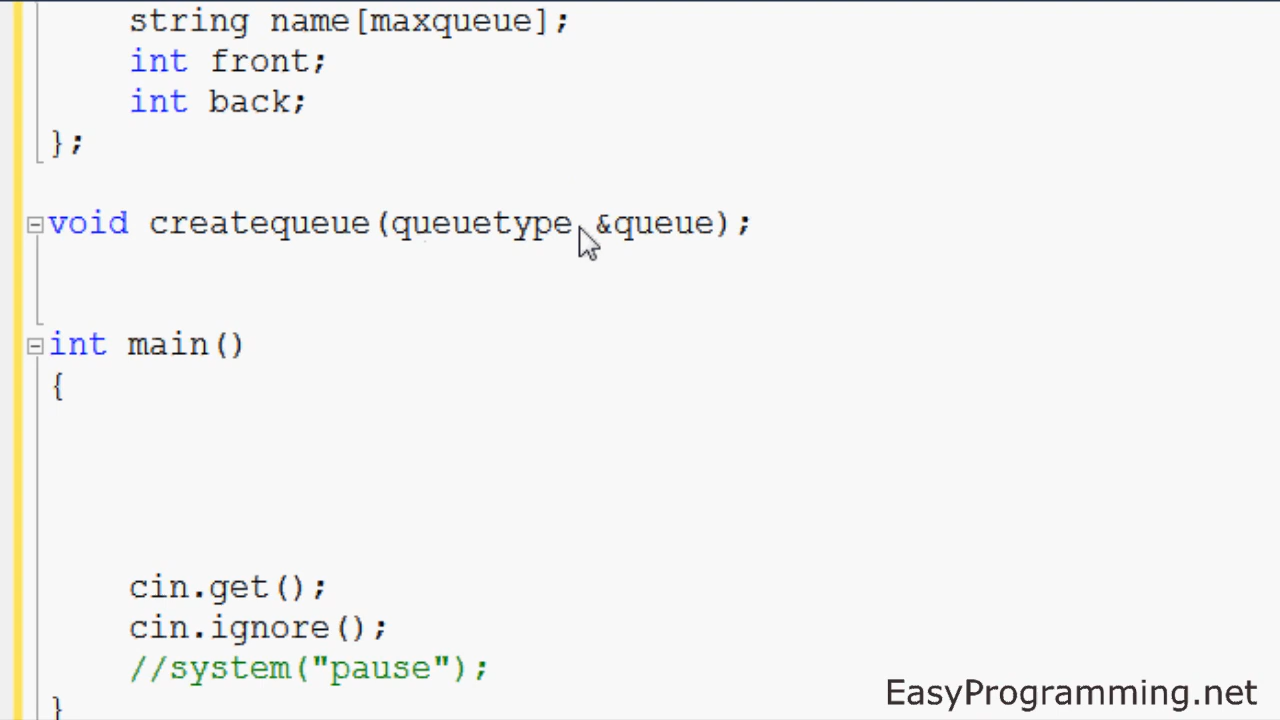 string name[maxqueue];
int front;
int back;
};
void createqueue(queuetype &queue);
int main()
{
cin.get();
cin.ignore();
//system("pause");
}
EasyProgramming.net